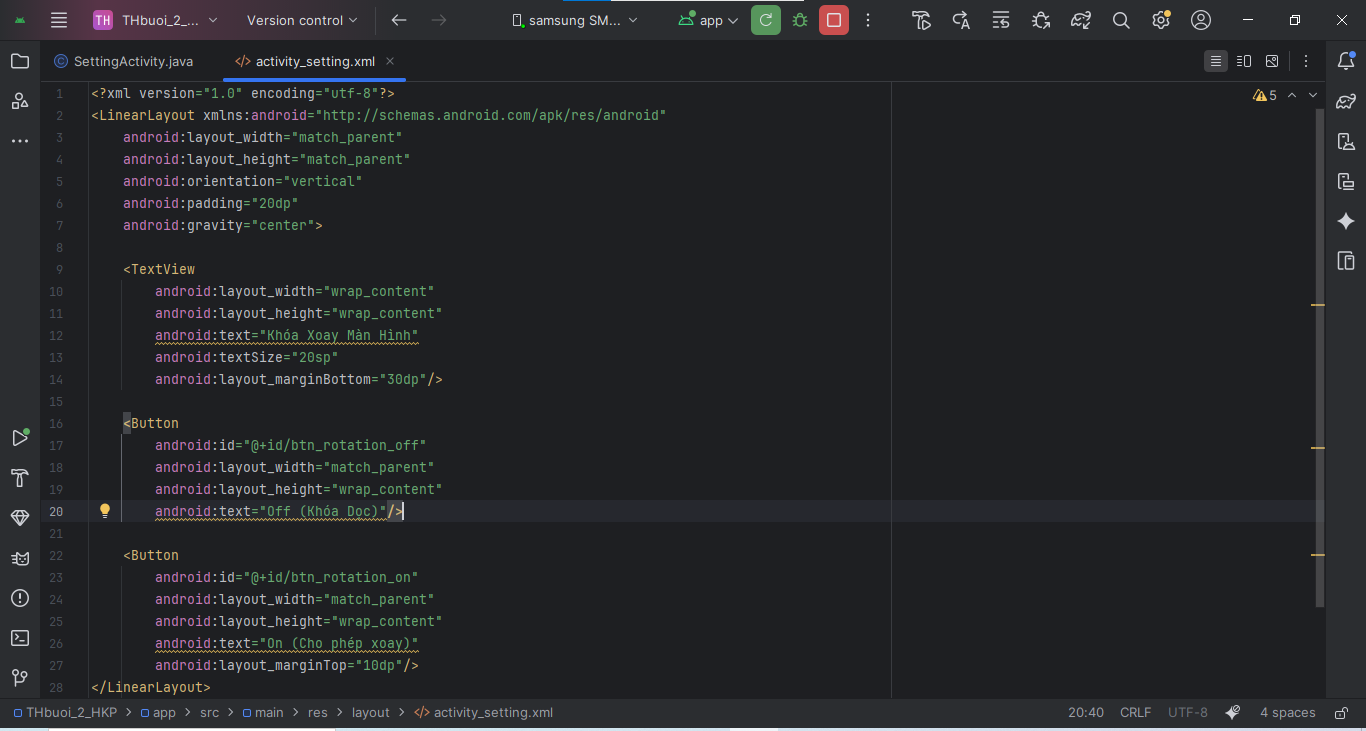 TH THbuoi_2_... Version control samsung SM... app
SettingActivity.java activity_setting.xml
5
1 <?xml version="1.0" encoding="utf-8"?>
2 <LinearLayout xmlns:android="http://schemas.android.com/apk/res/android"
3 android:layout_width="match_parent"
4 android:layout_height="match_parent"
5 android:orientation="vertical"
6 android:padding="20dp"
7 android:gravity="center">
8
9 <TextView
10 android:layout_width="wrap_content"
11 android:layout_height="wrap_content"
12 android:text="Khóa Xoay Màn Hình"
13 android:textSize="20sp"
14 android:layout_marginBottom="30dp"/>
15
16 <Button
17 android:id="@+id/btn_rotation_off"
18 android:layout_width="match_parent"
19 android:layout_height="wrap_content"
20 android:text="Off (Khóa Dọc)"/>
21
22 <Button
23 android:id="@+id/btn_rotation_on"
24 android:layout_width="match_parent"
25 android:layout_height="wrap_content"
26 android:text="On (Cho phép xoay)"
27 android:layout_marginTop="10dp"/>
28 </LinearLayout>
THbuoi_2_HKP > app > src > main > res > layout > </> activity_setting.xml 20:40 CRLF UTF-8 4 spaces